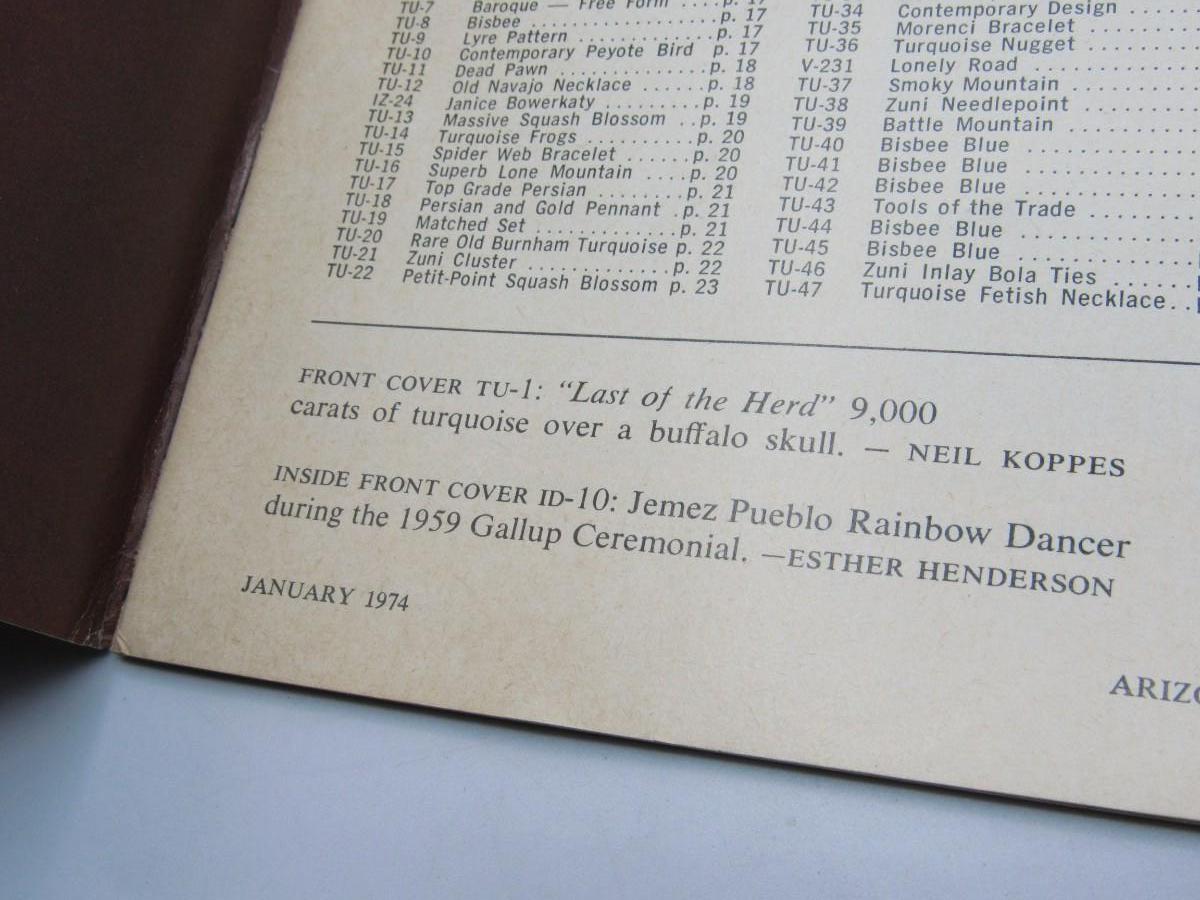 TU-7 Baroque — Free Form ....p. 17
TU-8 Bisbee ....................p. 17
TU-9 Lyre Pattern ..............p. 17
TU-10 Contemporary Peyote Bird p. 17
TU-11 Dead Pawn ...............p. 18
TU-12 Old Navajo Necklace ......p. 18
IZ-24 Janice Bowerkaty .........p. 19
TU-13 Massive Squash Blossom ..p. 19
TU-14 Turquoise Frogs ..........p. 20
TU-15 Spider Web Bracelet ......p. 20
TU-16 Superb Lone Mountain ....p. 20
TU-17 Top Grade Persian ........p. 21
TU-18 Persian and Gold Pennant .p. 21
TU-19 Matched Set .............p. 21
TU-20 Rare Old Burnham Turquoise p. 22
TU-21 Zuni Cluster .............p. 22
TU-22 Petit-Point Squash Blossom p. 23
TU-34 Contemporary Design .....
TU-35 Morenci Bracelet ........
TU-36 Turquoise Nugget ........
V-231 Lonely Road ............
TU-37 Smoky Mountain .........
TU-38 Zuni Needlepoint ........
TU-39 Battle Mountain .........
TU-40 Bisbee Blue ............
TU-41 Bisbee Blue ............
TU-42 Bisbee Blue ............
TU-43 Tools of the Trade .......
TU-44 Bisbee Blue ............
TU-45 Bisbee Blue ............
TU-46 Zuni Inlay Bola Ties ......
TU-47 Turquoise Fetish Necklace..
FRONT COVER TU-1: “Last of the Herd” 9,000
carats of turquoise over a buffalo skull. — NEIL KOPPES
INSIDE FRONT COVER ID-10: Jemez Pueblo Rainbow Dancer
during the 1959 Gallup Ceremonial. —ESTHER HENDERSON
JANUARY 1974